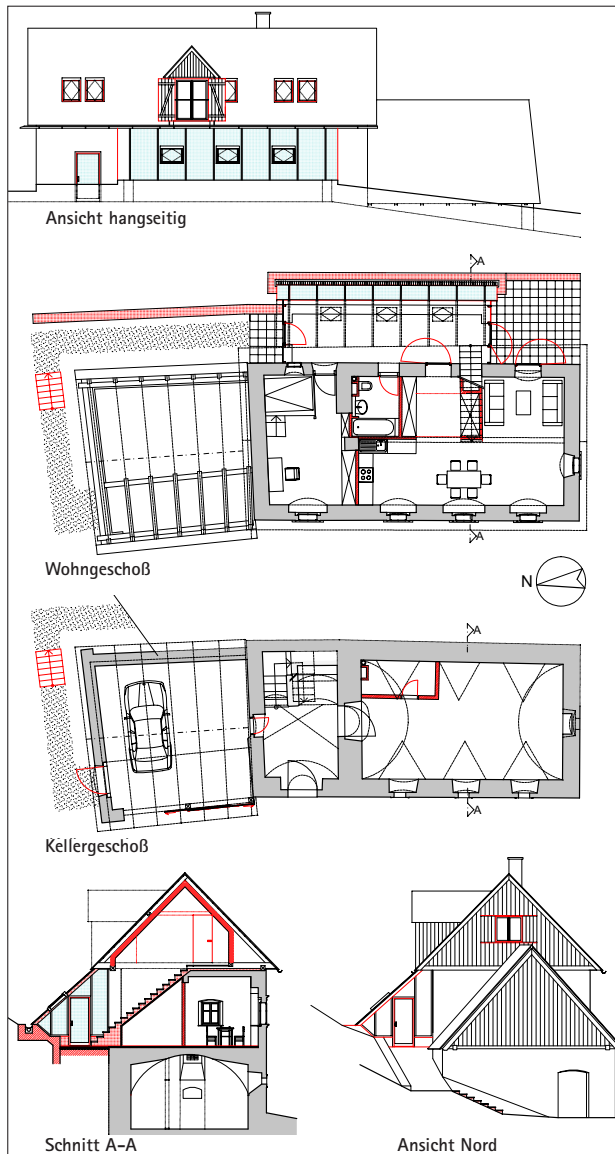 Ansicht hangseitig
A
A
Wohngeschoß
N
A
A
Kellergeschoß
Schnitt A-A
Ansicht Nord